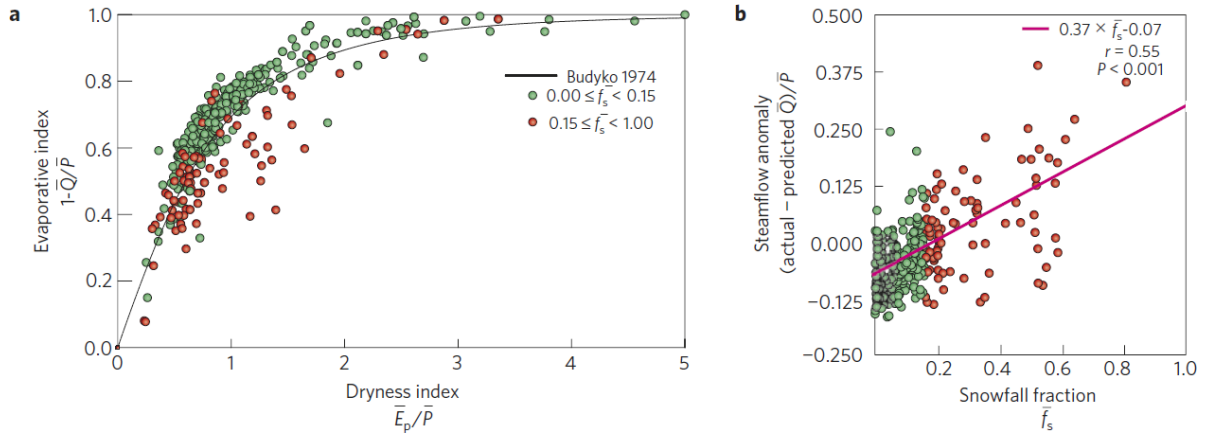 a
1.0
0.8
0.6
0.4
0.2
0.0
0
1
2
3
4
5
Evaporative index
1-Q̅/P̅
Dryness index
E̅p/P̅
Budyko 1974
0.00 ≤ f̅s < 0.15
0.15 ≤ f̅s < 1.00
b
0.500
0.375
0.250
0.125
0.000
−0.125
−0.250
0.2
0.4
0.6
0.8
1.0
Steamflow anomaly
(actual – predicted Q̅)/P̅
Snowfall fraction
f̅s
0.37 × f̅s-0.07
r = 0.55
P < 0.001